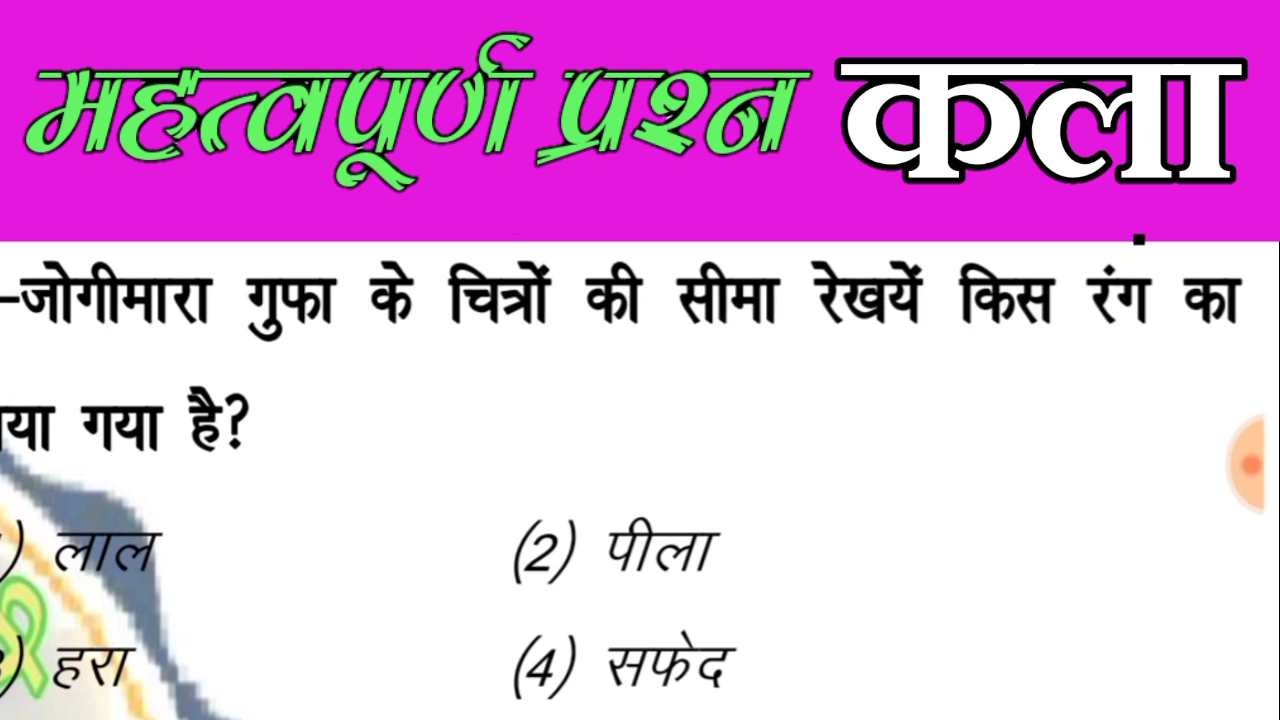 महत्वपूर्ण प्रश्न कला
–जोगीमारा गुफा के चित्रों की सीमा रेखयें किस रंग का
या गया है?
) लाल (2) पीला
) हरा (4) सफेद